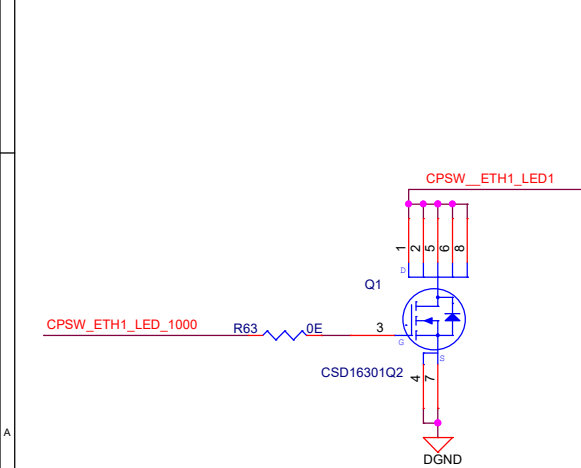 CPSW__ETH1_LED1
1
2
5
6
8
D
Q1
CPSW_ETH1_LED_1000
R63
0E
3
G
S
CSD16301Q2
4
7
A
DGND